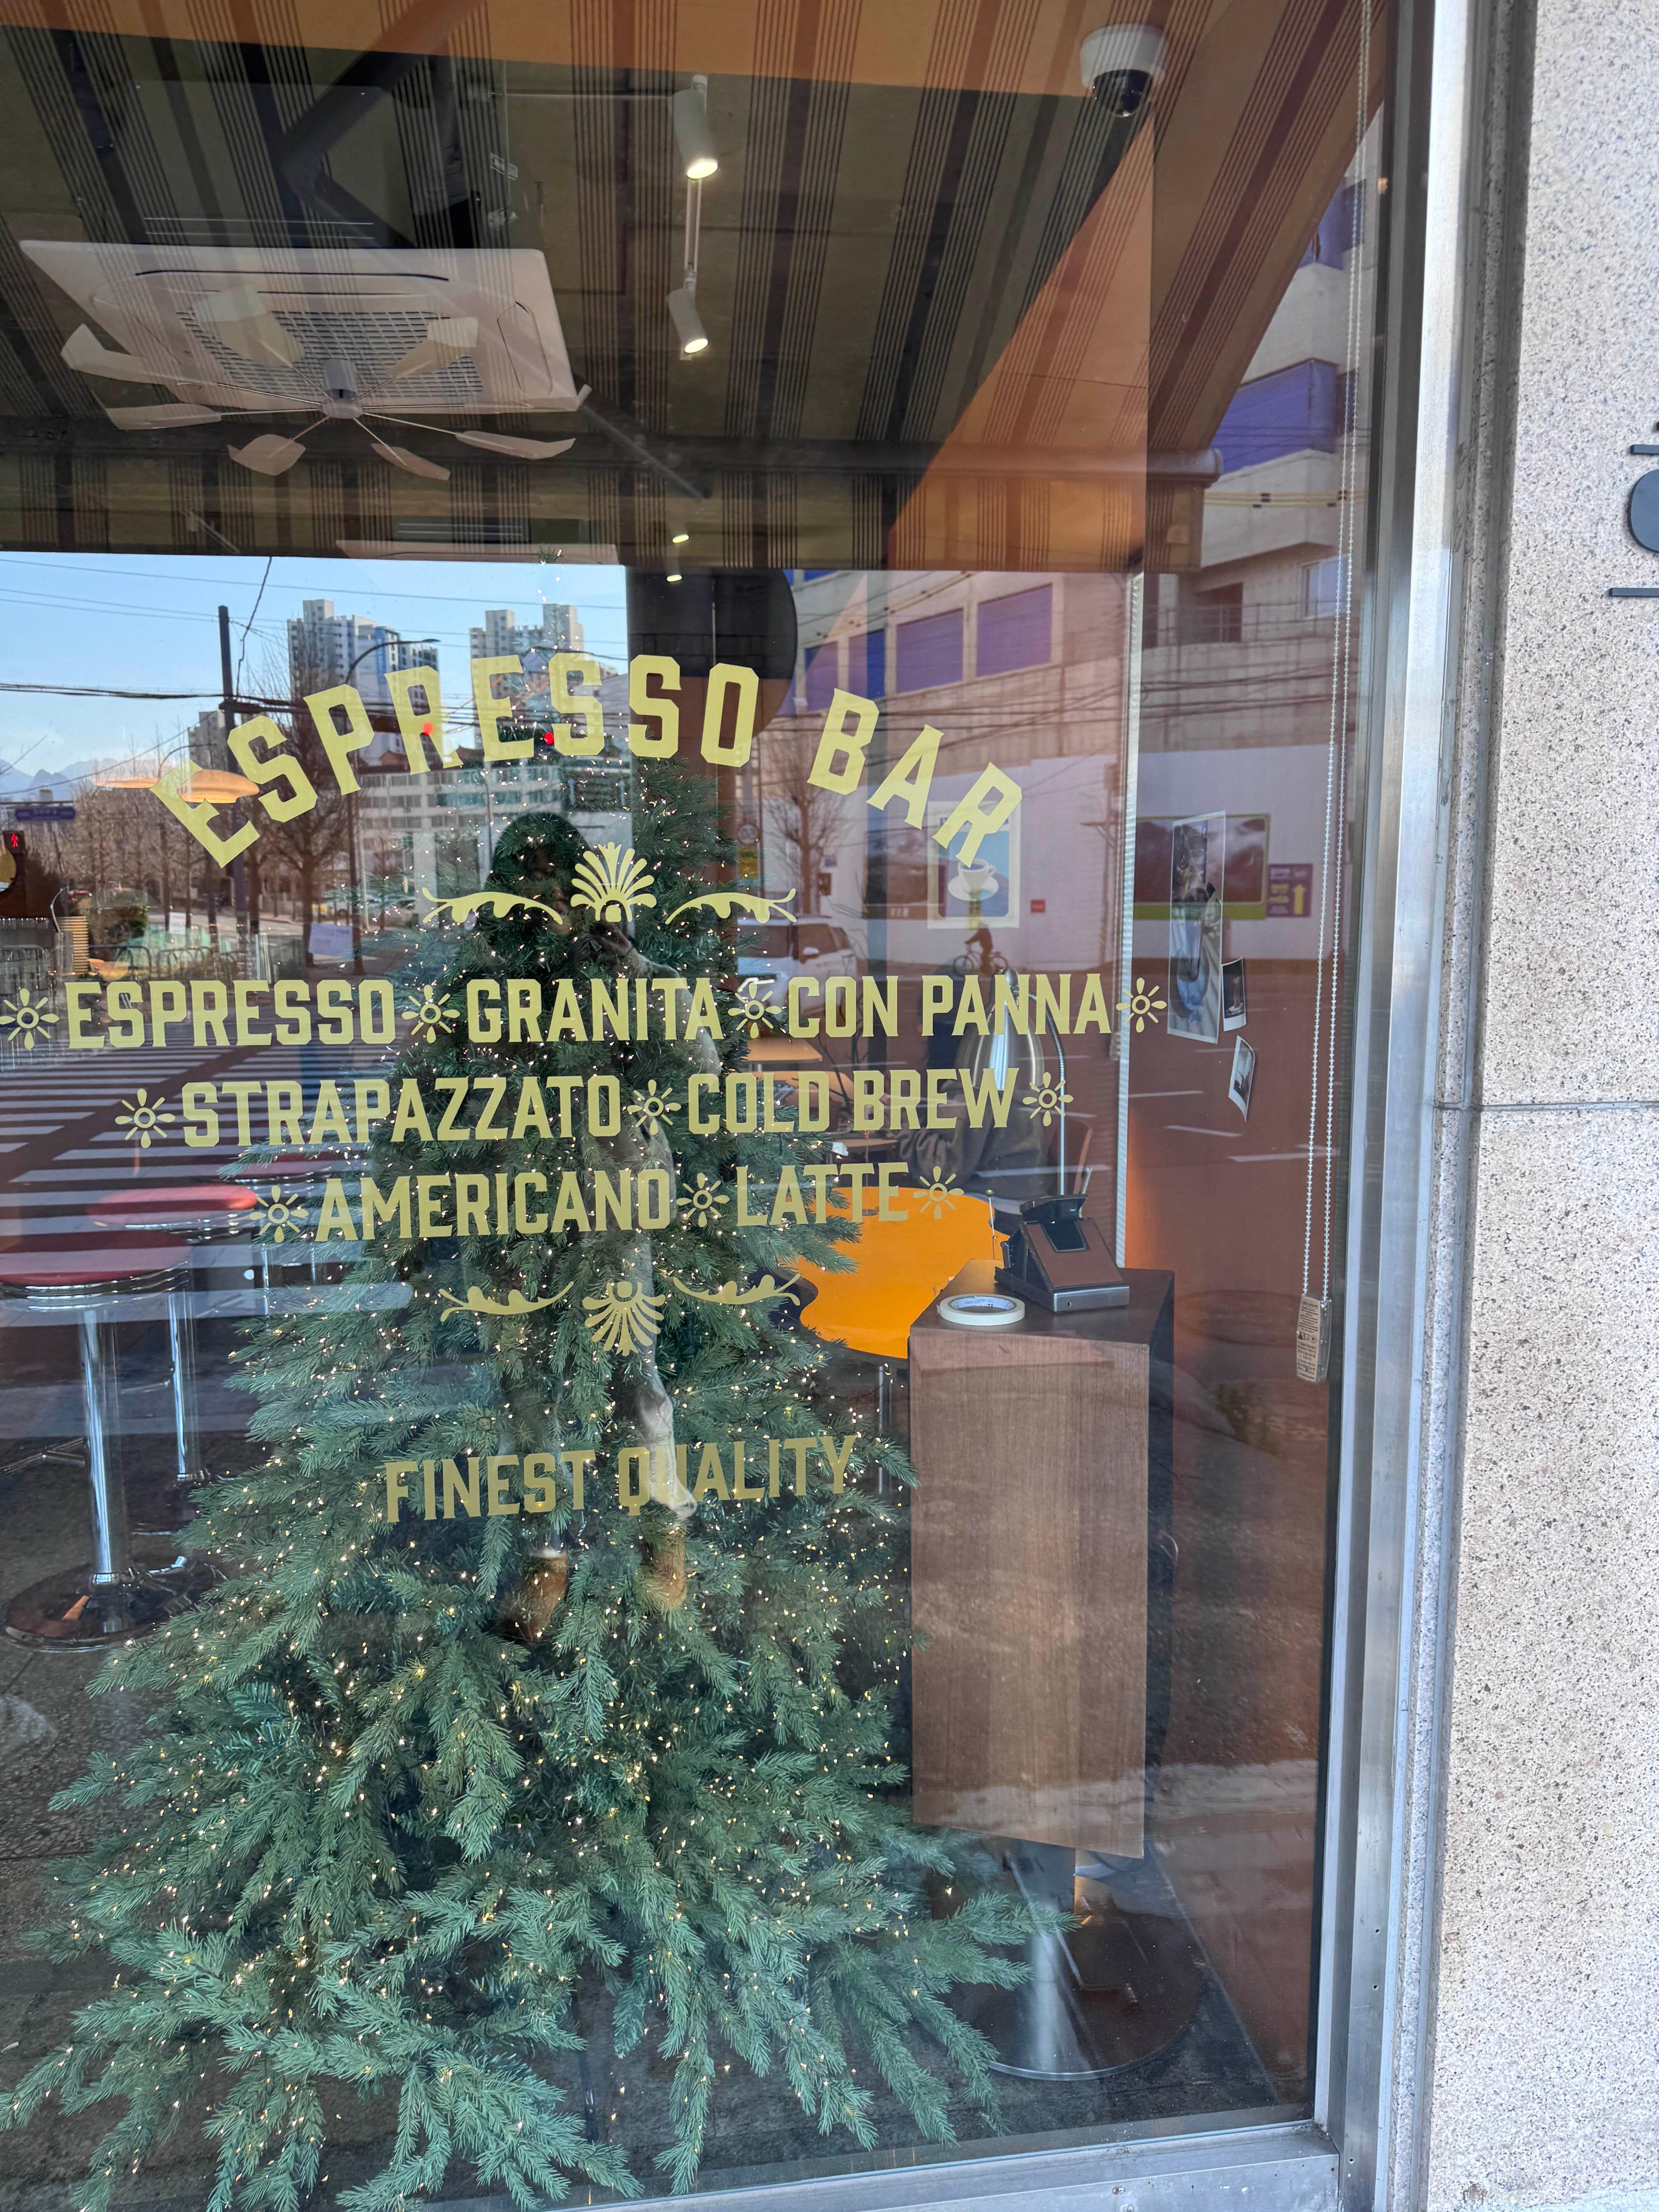 ESPRESSO BAR
ESPRESSO GRANITA CON PANNA
STRAPAZZATO COLD BREW
AMERICANO LATTE
FINEST QUALITY